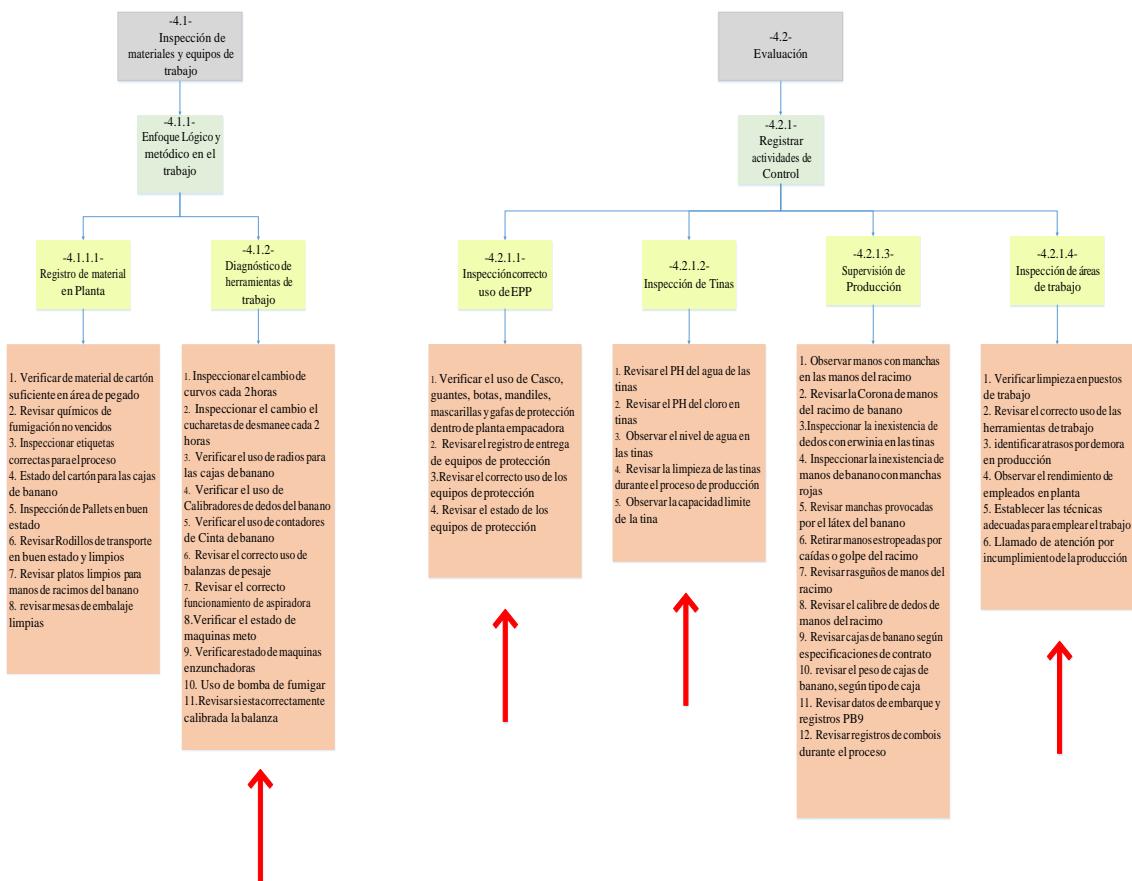 -4.1-
Inspección de
materiales y equipos de
trabajo
-4.2-
Evaluación
-4.1.1-
Enfoque Lógico y
metódico en el
trabajo
-4.2.1-
Registrar
actividades de
Control
-4.1.1.1-
Registro de material
en Planta
-4.1.2-
Diagnóstico de
herramientas de
trabajo
-4.2.1.1-
Inspección correcto
uso de EPP
-4.2.1.2-
Inspección de Tinas
-4.2.1.3-
Supervisión de
Producción
-4.2.1.4-
Inspección de áreas
de trabajo
1. Verificar de material de cartón
suficiente en área de pegado
2. Revisar químicos de
fumigación no vencidos
3. Inspeccionar etiquetas
correctas para el proceso
4. Estado del cartón para las cajas
de banano
5. Inspección de Pallets en buen
estado
6. Revisar Rodillos de transporte
en buen estado y limpios
7. Revisar platos limpios para
manos de racimos del banano
8. revisar mesas de embalaje
limpias
1. Inspeccionar el cambio de
curvos cada 2 horas
2. Inspeccionar el cambio el
cucharetas de desmanee cada 2
horas
3. Verificar el uso de radios para
las cajas de banano
4. Verificar el uso de
Calibradores de dedos del banano
5. Verificar el uso de contadores
de Cinta de banano
6. Revisar el correcto uso de
balanzas de pesaje
7. Revisar el correcto
funcionamiento de aspiradora
8.Verificar el estado de
maquinas meto
9. Verificar estado de maquinas
enzunchadoras
10. Uso de bomba de fumigar
11.Revisar si esta correctamente
calibrada la balanza
1. Verificar el uso de Casco,
guantes, botas, mandiles,
mascarillas y gafas de protección
dentro de planta empacadora
2. Revisar el registro de entrega
de equipos de protección
3.Revisar el correcto uso de los
equipos de protección
4. Revisar el estado de los
equipos de protección
1. Revisar el PH del agua de las
tinas
2. Revisar el PH del cloro en
tinas
3. Observar el nivel de agua en
las tinas
4. Revisar la limpieza de las tinas
durante el proceso de producción
5. Observar la capacidad limite
de la tina
1. Observar manos con manchas
en las manos del racimo
2. Revisar la Corona de manos
del racimo de banano
3.Inspeccionar la inexistencia de
dedos con erwinia en las tinas
4. Inspeccionar la inexistencia de
manos de banano con manchas
rojas
5. Revisar manchas provocadas
por el látex del banano
6. Retirar manos estropeadas por
caídas o golpe del racimo
7. Revisar rasguños de manos del
racimo
8. Revisar el calibre de dedos de
manos del racimo
9. Revisar cajas de banano según
especificaciones de contrato
10. revisar el peso de cajas de
banano, según tipo de caja
11. Revisar datos de embarque y
registros PB9
12. Revisar registros de combois
durante el proceso
1. Verificar limpieza en puestos
de trabajo
2. Revisar el correcto uso de las
herramientas de trabajo
3. identificar atrasos por demora
en producción
4. Observar el rendimiento de
empleados en planta
5. Establecer las técnicas
adecuadas para emplear el trabajo
6. Llamado de atención por
incumplimiento de la producción